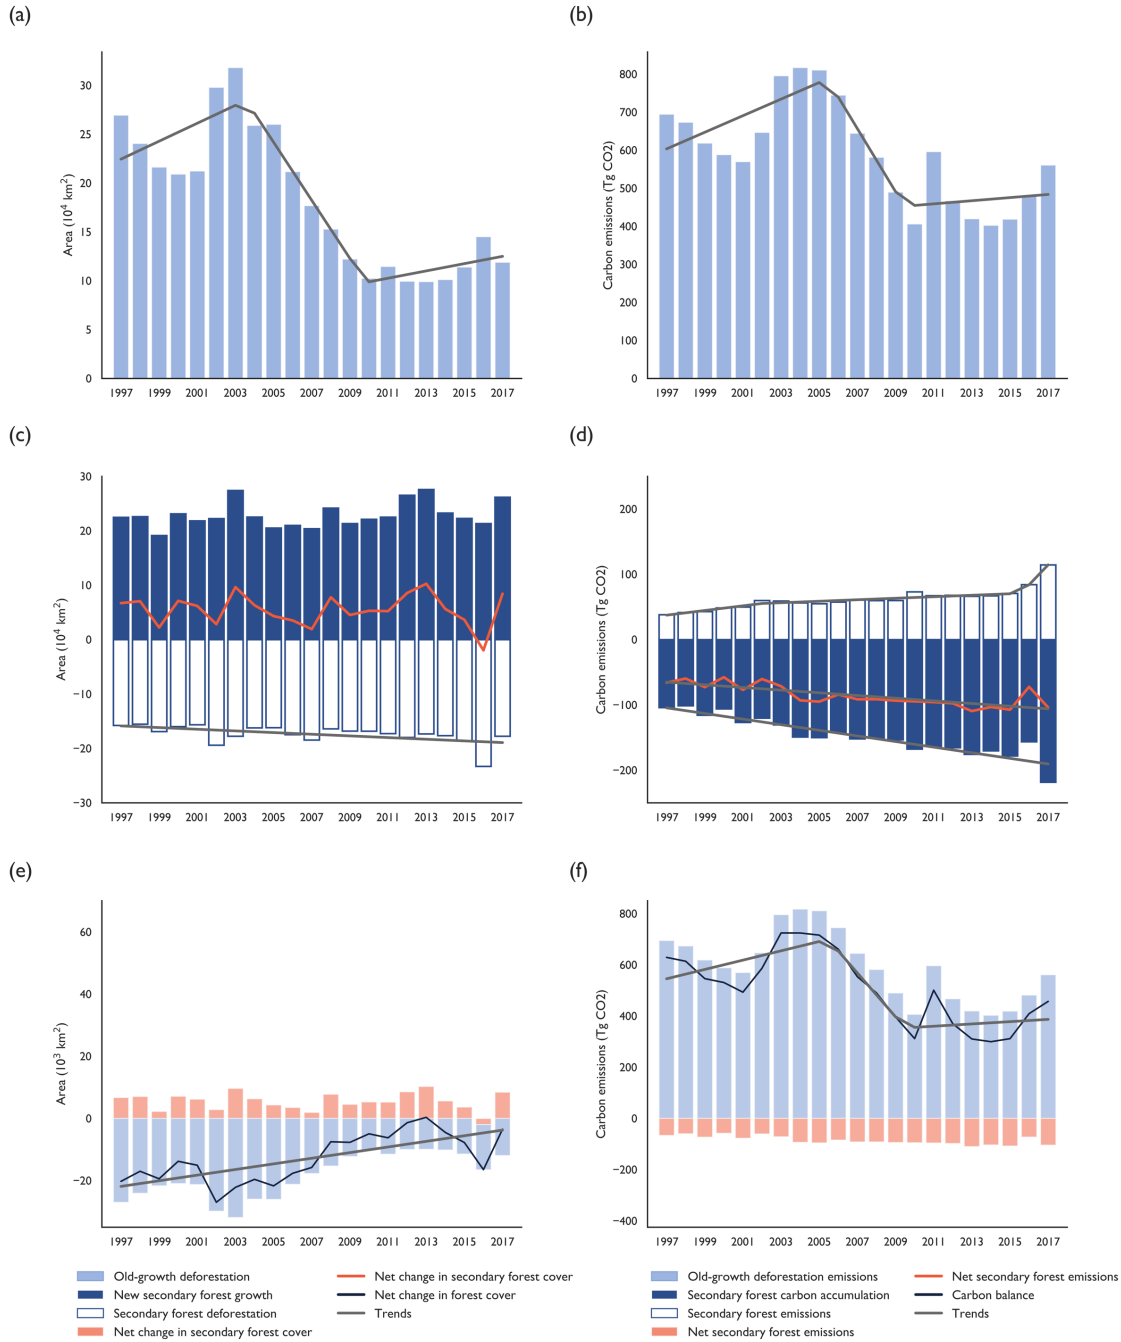 (a)
(b)
Area (10⁴ km²)
30
25
20
15
10
5
0
1997 1999 2001 2003 2005 2007 2009 2011 2013 2015 2017
Carbon emissions (Tg CO2)
800
700
600
500
400
300
200
100
0
1997 1999 2001 2003 2005 2007 2009 2011 2013 2015 2017
(c)
(d)
Area (10⁴ km²)
30
20
10
0
−10
−20
−30
1997 1999 2001 2003 2005 2007 2009 2011 2013 2015 2017
Carbon emissions (Tg CO2)
200
100
0
−100
−200
1997 1999 2001 2003 2005 2007 2009 2011 2013 2015 2017
(e)
(f)
Area (10³ km²)
60
40
20
0
−20
1997 1999 2001 2003 2005 2007 2009 2011 2013 2015 2017
Carbon emissions (Tg CO2)
800
600
400
200
0
−200
−400
1997 1999 2001 2003 2005 2007 2009 2011 2013 2015 2017
Old-growth deforestation
New secondary forest growth
Secondary forest deforestation
Net change in secondary forest cover
Net change in secondary forest cover
Net change in forest cover
Trends
Old-growth deforestation emissions
Secondary forest carbon accumulation
Secondary forest emissions
Net secondary forest emissions
Net secondary forest emissions
Carbon balance
Trends